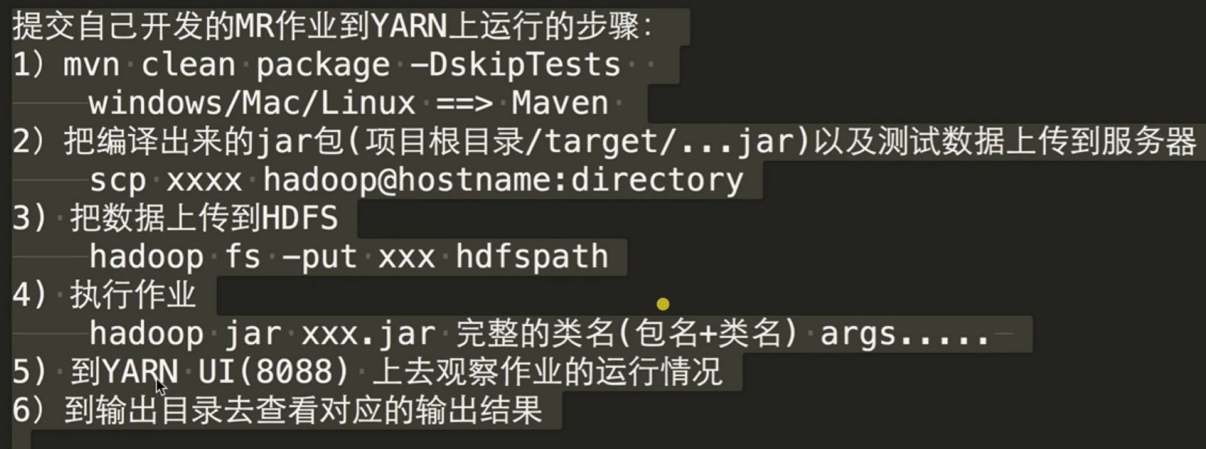 提交自己开发的MR作业到YARN上运行的步骤:
1) mvn clean package -DskipTests
windows/Mac/Linux ==> Maven
2) 把编译出来的jar包(项目根目录/target/...jar)以及测试数据上传到服务器
scp xxxx hadoop@hostname:directory
3) 把数据上传到HDFS
hadoop fs -put xxx hdfspath
4) 执行作业
hadoop jar xxx.jar 完整的类名(包名+类名) args.....
5) 到YARN UI(8088) 上去观察作业的运行情况
6) 到输出目录去查看对应的输出结果